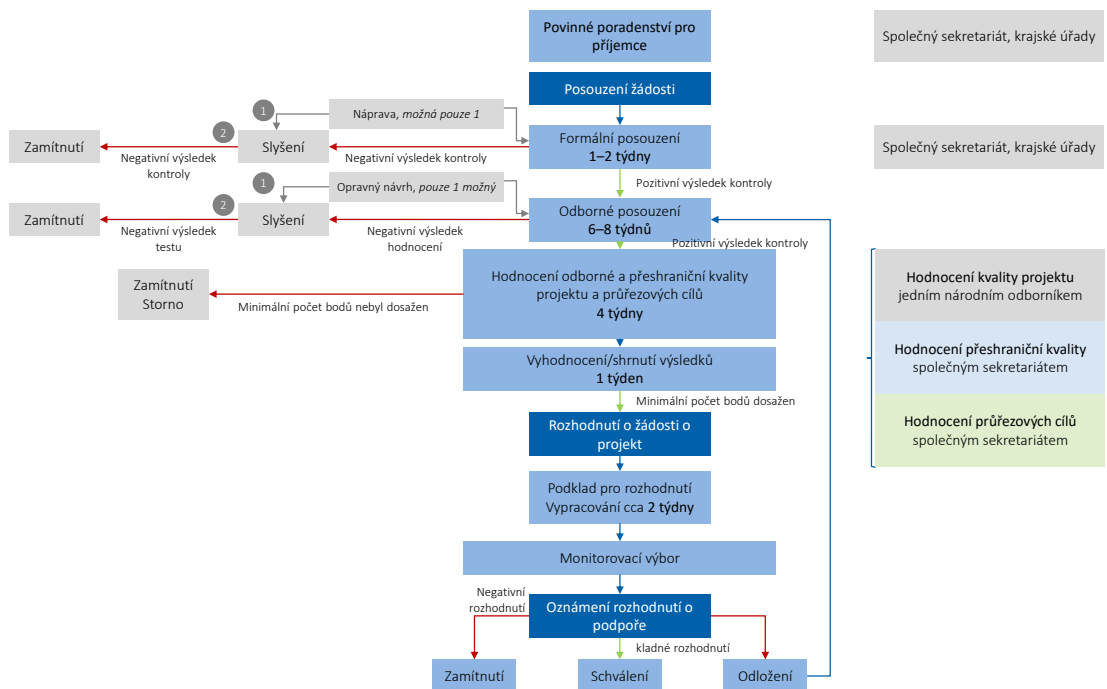 Povinné poradenství pro
příjemce
Společný sekretariát, krajské úřady
Posouzení žádosti
1
Náprava, možná pouze 1
2
Zamítnutí
Negativní výsledek
kontroly
Slyšení
Negativní výsledek kontroly
Formální posouzení
1–2 týdny
Společný sekretariát, krajské úřady
Pozitivní výsledek kontroly
1
Opravný návrh, pouze 1 možný
2
Zamítnutí
Negativní výsledek
testu
Slyšení
Negativní výsledek
hodnocení
Odborné posouzení
6–8 týdnů
Pozitivní výsledek kontroly
Zamítnutí
Storno
Minimální počet bodů nebyl dosažen
Hodnocení odborné a přeshraniční kvality
projektu a průřezových cílů
4 týdny
Hodnocení kvality projektu
jedním národním odborníkem
Hodnocení přeshraniční kvality
společným sekretariátem
Hodnocení průřezových cílů
společným sekretariátem
Vyhodnocení/shrnutí výsledků
1 týden
Minimální počet bodů dosažen
Rozhodnutí o žádosti o
projekt
Podklad pro rozhodnutí
Vypracování cca 2 týdny
Monitorovací výbor
Negativní
rozhodnutí
Oznámení rozhodnutí o
podpoře
kladné rozhodnutí
Zamítnutí
Schválení
Odložení